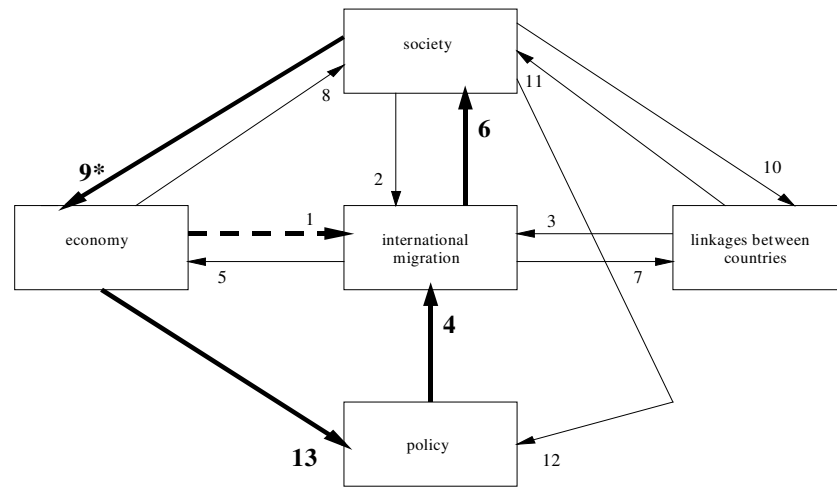 society
8
11
6
9*
2
10
economy
1
international
migration
3
linkages between
countries
5
7
4
policy
13
12